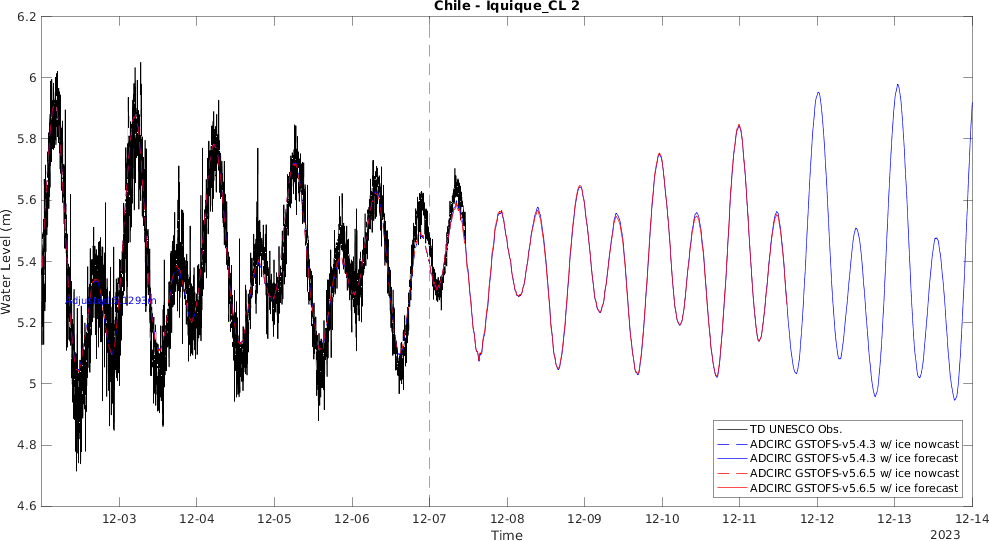 Chile - Iquique_CL 2
6.2
6
5.8
5.6
5.4
5.2
5
4.8
4.6
Water Level (m)
TD UNESCO Obs.
ADCIRC GSTOFS-v5.4.3 w/ ice nowcast
ADCIRC GSTOFS-v5.4.3 w/ ice forecast
ADCIRC GSTOFS-v5.6.5 w/ ice nowcast
ADCIRC GSTOFS-v5.6.5 w/ ice forecast
12-03 12-04 12-05 12-06 12-07 12-08 12-09 12-10 12-11 12-12 12-13 12-14
Time
2023